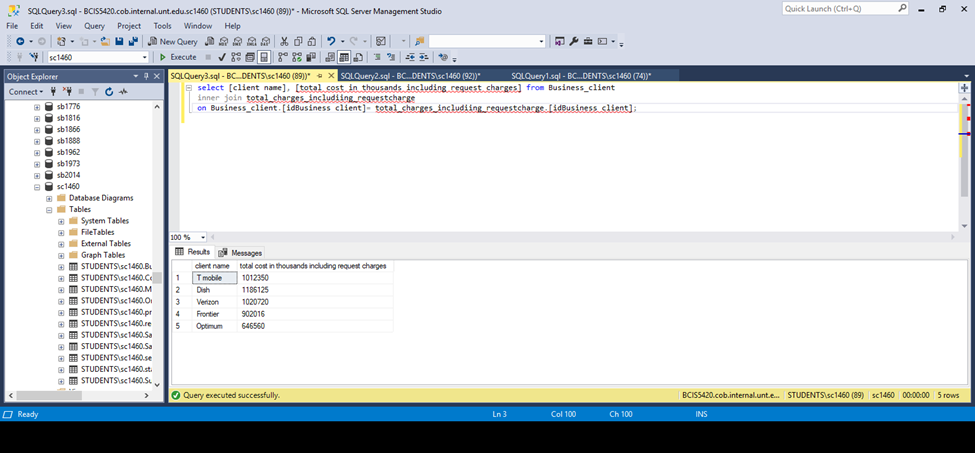 SQLQuery3.sql - BCIS5420.cob.internal.unt.edu.sc1460 (STUDENTS\sc1460 (89))* - Microsoft SQL Server Management Studio
Quick Launch (Ctrl+Q)
File Edit View Query Project Tools Window Help
New Query
sc1460
Execute
Object Explorer
SQLQuery3.sql - BC...DENTS\sc1460 (89))*
SQLQuery2.sql - BC...DENTS\sc1460 (92))*
SQLQuery1.sql - BC...DENTS\sc1460 (74))*
Connect
sb1776
sb1816
sb1866
sb1888
sb1962
sb1973
sb2014
sc1460
Database Diagrams
Tables
System Tables
FileTables
External Tables
Graph Tables
STUDENTS\sc1460.Bu
STUDENTS\sc1460.Co
STUDENTS\sc1460.M
STUDENTS\sc1460.Or
STUDENTS\sc1460.pr
STUDENTS\sc1460.re
STUDENTS\sc1460.Sa
STUDENTS\sc1460.Sa
STUDENTS\sc1460.se
STUDENTS\sc1460.sta
STUDENTS\sc1460.Su
select [client name], [total cost in thousands including request charges] from Business_client
inner join total_charges_includiing_requestcharge
on Business_client.[idBusiness client]= total_charges_includiing_requestcharge.[idBusiness client];
100 %
Results Messages
client name total cost in thousands including request charges
1 T mobile 1012350
2 Dish 1186125
3 Verizon 1020720
4 Frontier 902016
5 Optimum 646560
Query executed successfully.
BCIS5420.cob.internal.unt.e... STUDENTS\sc1460 (89) sc1460 00:00:00 5 rows
Ready Ln 3 Col 100 Ch 100 INS